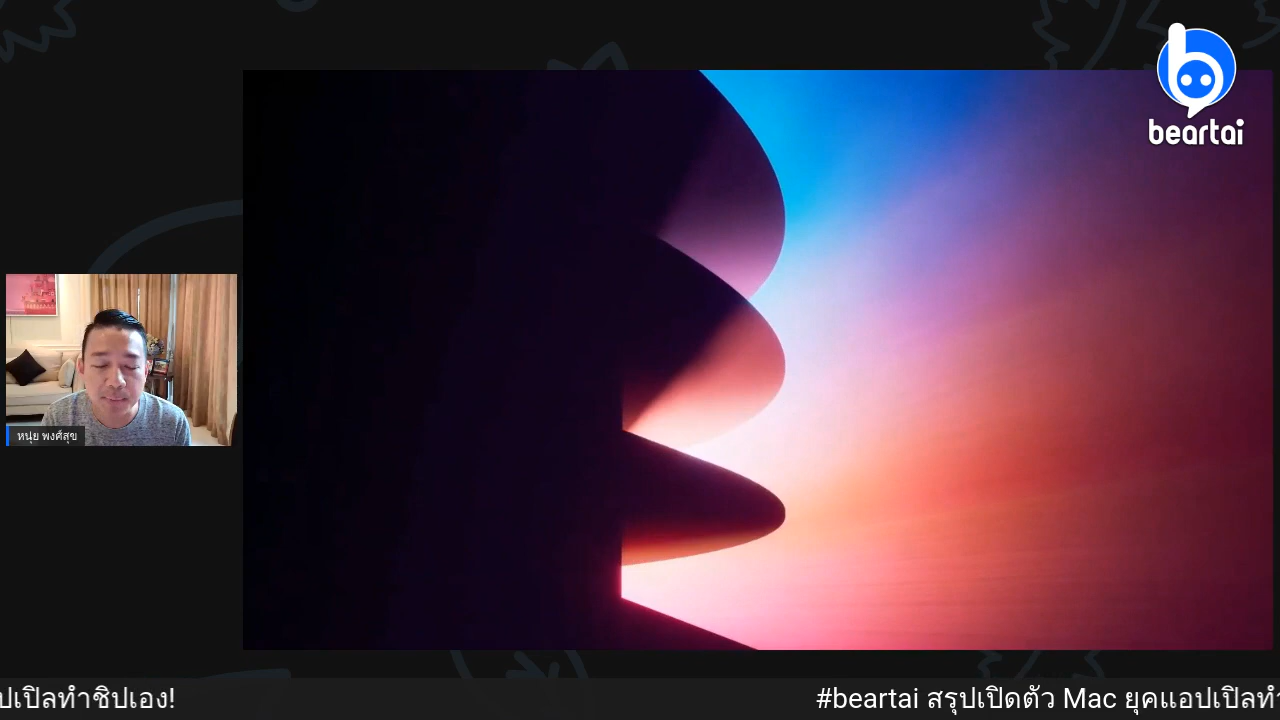 beartai
หนุ่ย พงศ์สุข
ปเปิลทำชิปเอง!
#beartai สรุปเปิดตัว Mac ยุคแอปเปิลทำ